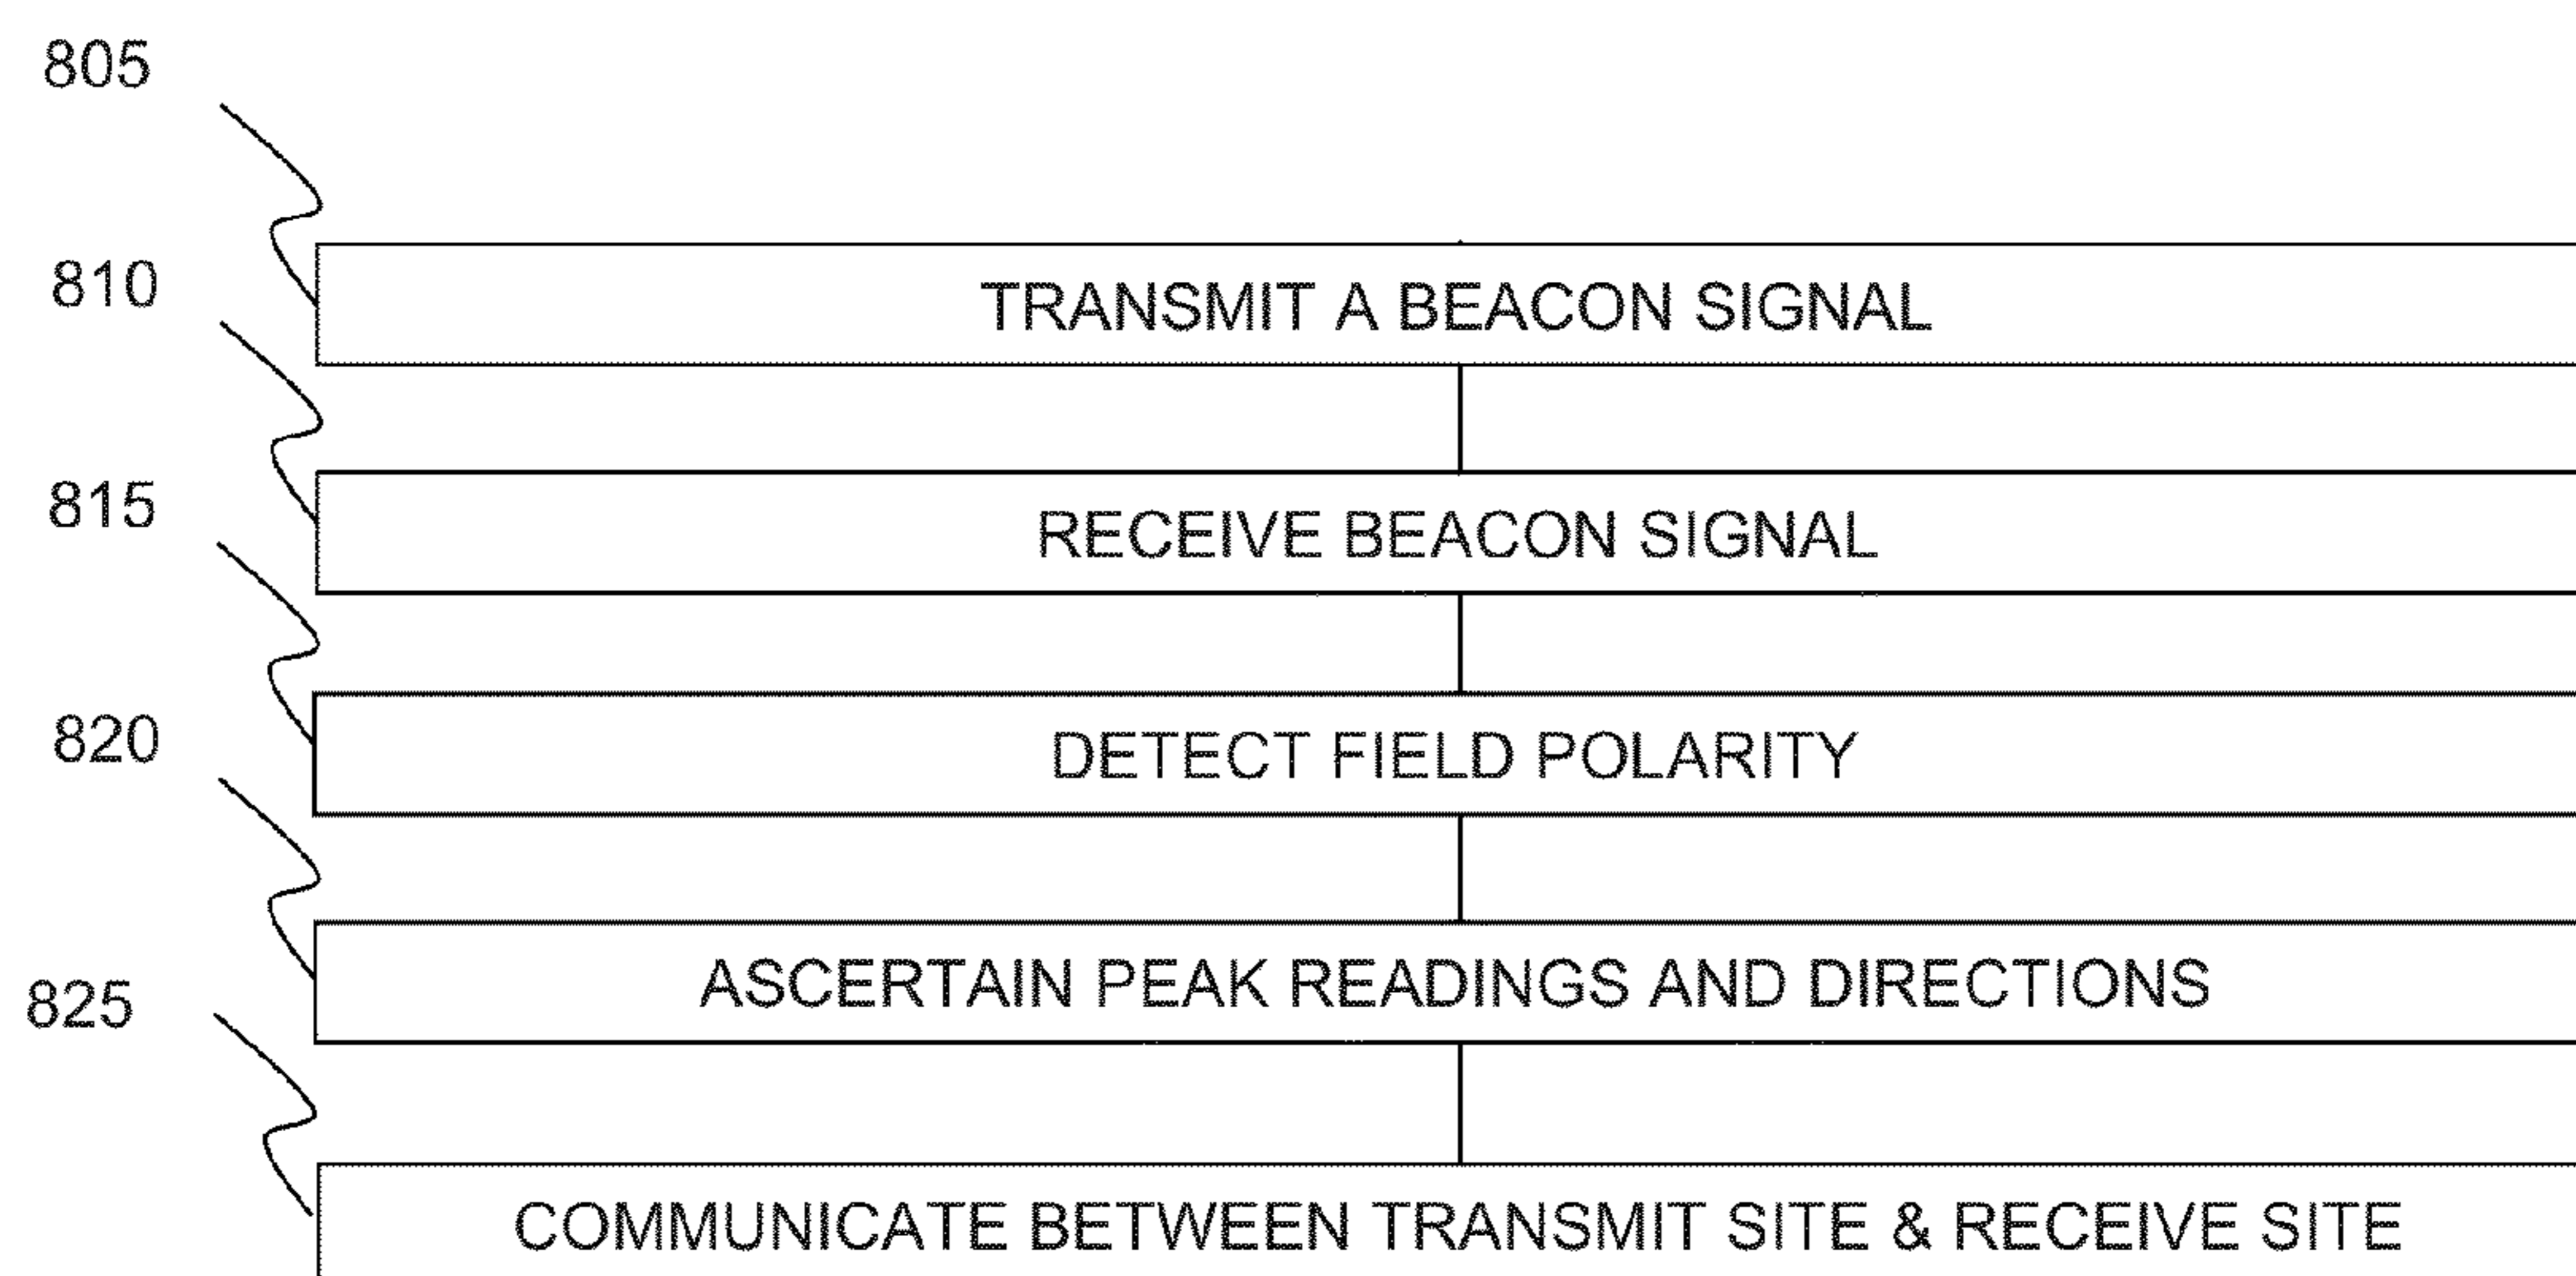 805
TRANSMIT A BEACON SIGNAL
810
RECEIVE BEACON SIGNAL
815
DETECT FIELD POLARITY
820
ASCERTAIN PEAK READINGS AND DIRECTIONS
825
COMMUNICATE BETWEEN TRANSMIT SITE & RECEIVE SITE